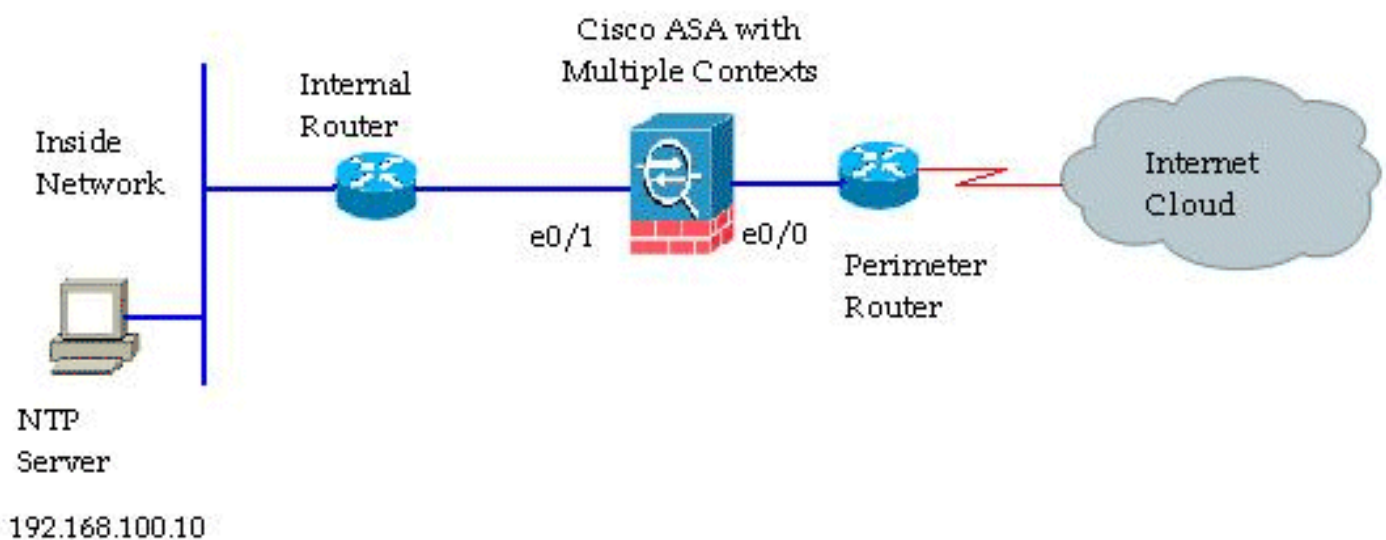 Cisco ASA with
Multiple Contexts
Internal
Router
Inside
Network
Internet
Cloud
e0/1
e0/0
Perimeter
Router
NTP
Server
192.168.100.10